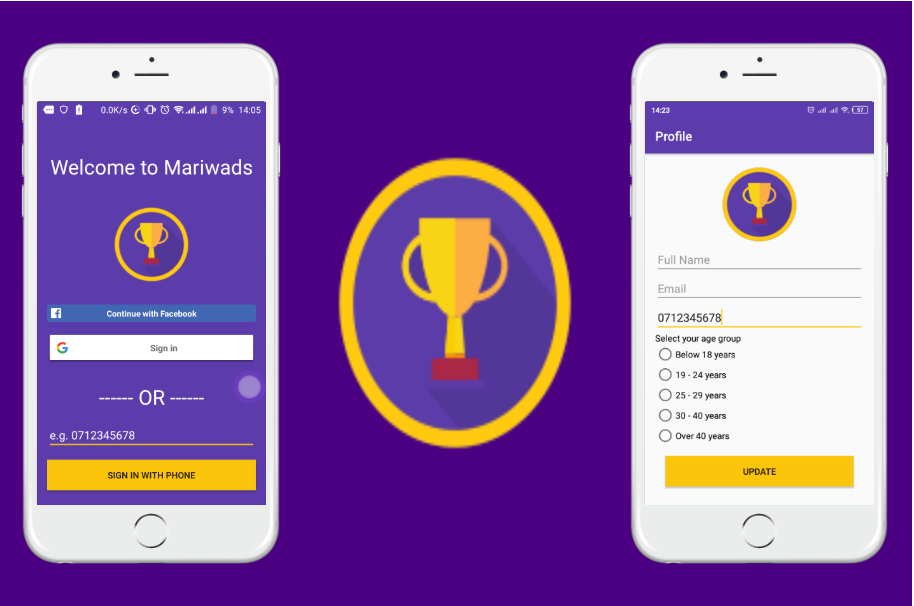 0.0K/s 9% 14:05
Welcome to Mariwads
f Continue with Facebook
G Sign in
------ OR ------
e.g. 0712345678
SIGN IN WITH PHONE
14:23 57
Profile
Full Name
Email
0712345678
Select your age group
Below 18 years
19 - 24 years
25 - 29 years
30 - 40 years
Over 40 years
UPDATE